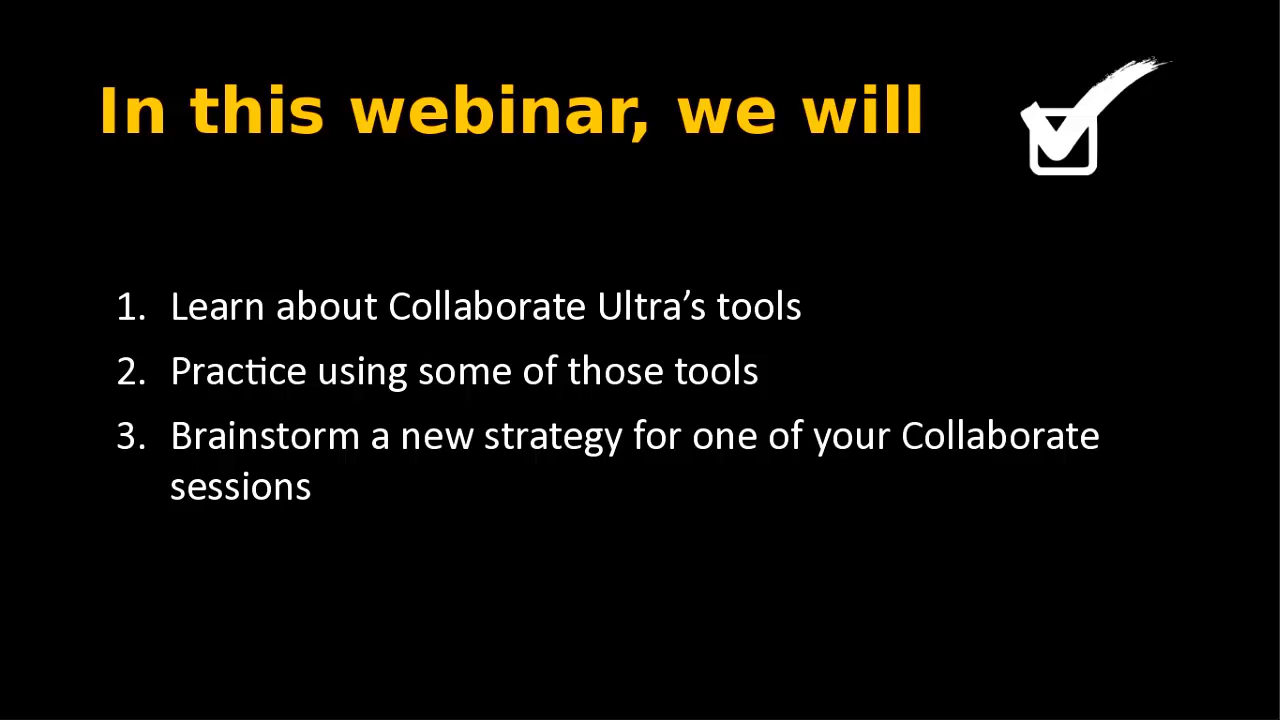 In this webinar, we will
1. Learn about Collaborate Ultra’s tools
2. Practice using some of those tools
3. Brainstorm a new strategy for one of your Collaborate
sessions